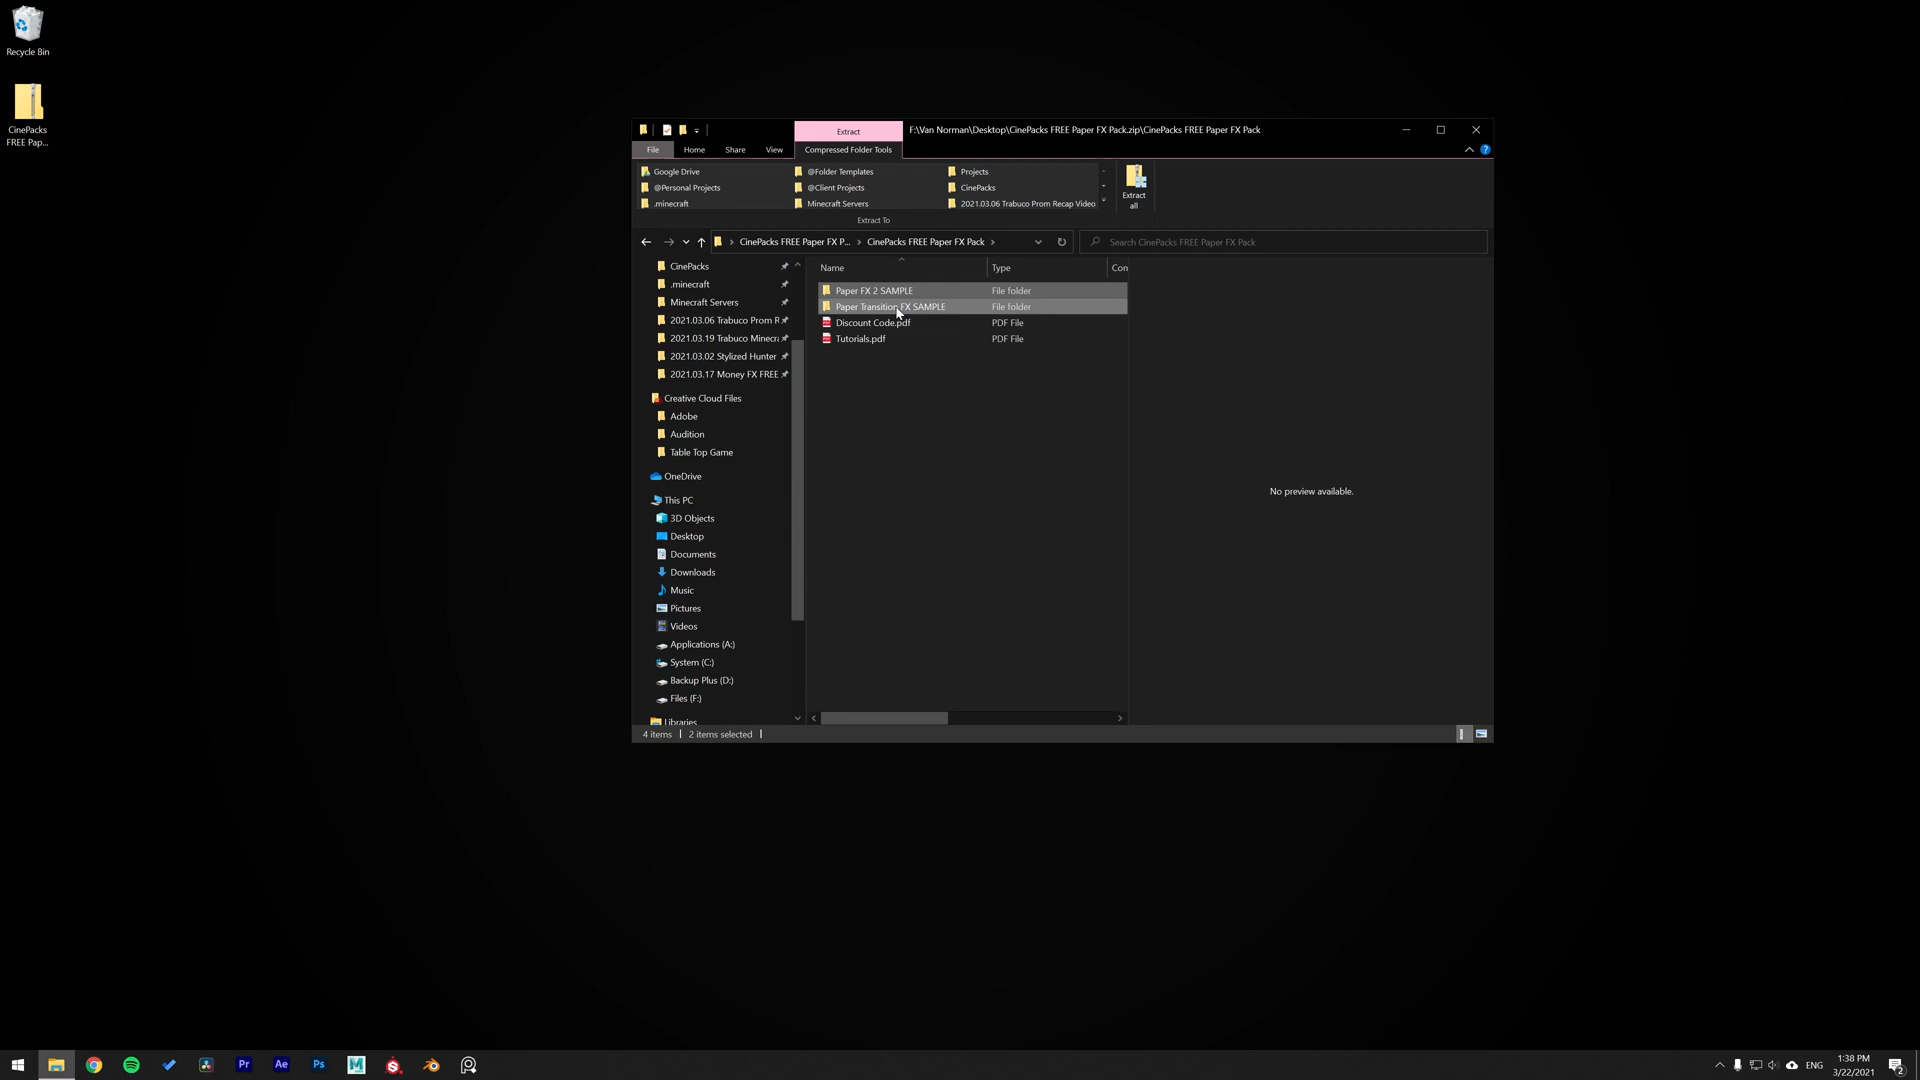 Recycle Bin
CinePacks
FREE Pap...
Extract
F:\Van Norman\Desktop\CinePacks FREE Paper FX Pack.zip\CinePacks FREE Paper FX Pack
File
Home
Share
View
Compressed Folder Tools
Google Drive
@Folder Templates
Projects
@Personal Projects
@Client Projects
CinePacks
.minecraft
Minecraft Servers
2021.03.06 Trabuco Prom Recap Video
Extract
all
Extract To
CinePacks FREE Paper FX P...
CinePacks FREE Paper FX Pack
Search CinePacks FREE Paper FX Pack
CinePacks
.minecraft
Minecraft Servers
2021.03.06 Trabuco Prom R
2021.03.19 Trabuco Minecra
2021.03.02 Stylized Hunter
2021.03.17 Money FX FREE
Creative Cloud Files
Adobe
Audition
Table Top Game
OneDrive
This PC
3D Objects
Desktop
Documents
Downloads
Music
Pictures
Videos
Applications (A:)
System (C:)
Backup Plus (D:)
Files (F:)
Libraries
Name
Type
Con
Paper FX 2 SAMPLE
File folder
Paper Transition FX SAMPLE
File folder
Discount Code.pdf
PDF File
Tutorials.pdf
PDF File
No preview available.
4 items
2 items selected
Pr
Ae
Ps
M
ENG
1:38 PM
3/22/2021
2